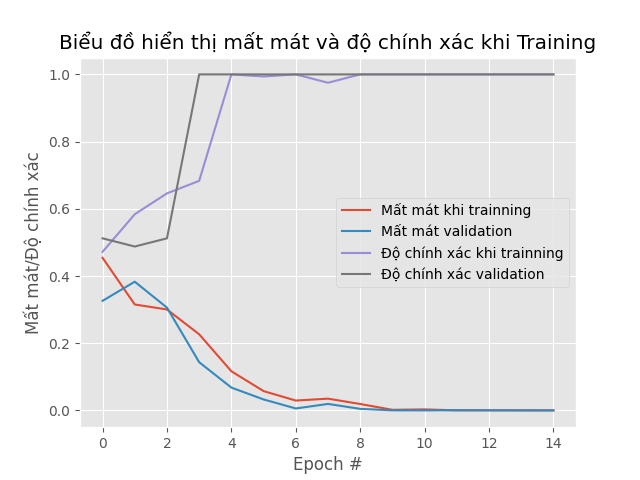 Biểu đồ hiển thị mất mát và độ chính xác khi Training
Mất mát/Độ chính xác
1.0
0.8
0.6
0.4
0.2
0.0
Mất mát khi trainning
Mất mát validation
Độ chính xác khi trainning
Độ chính xác validation
0 2 4 6 8 10 12 14
Epoch #